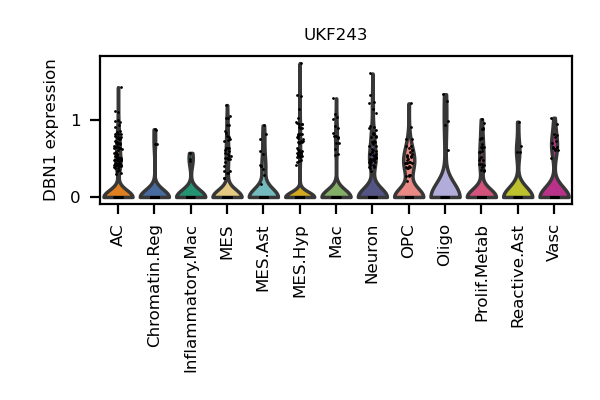 UKF243
DBN1 expression
1
0
AC
Chromatin.Reg
Inflammatory.Mac
MES
MES.Ast
MES.Hyp
Mac
Neuron
OPC
Oligo
Prolif.Metab
Reactive.Ast
Vasc